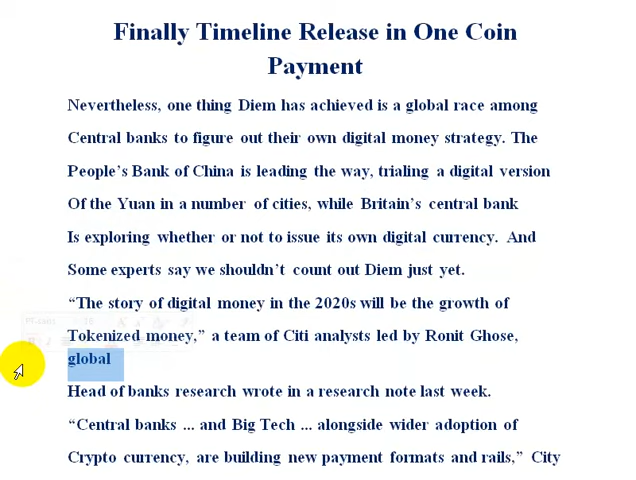 Finally Timeline Release in One Coin
Payment
Nevertheless, one thing Diem has achieved is a global race among
Central banks to figure out their own digital money strategy. The
People's Bank of China is leading the way, trialing a digital version
Of the Yuan in a number of cities, while Britain's central bank
Is exploring whether or not to issue its own digital currency. And
Some experts say we shouldn't count out Diem just yet.
“The story of digital money in the 2020s will be the growth of
Tokenized money,” a team of Citi analysts led by Ronit Ghose,
global
Head of banks research wrote in a research note last week.
“Central banks ... and Big Tech ... alongside wider adoption of
Crypto currency, are building new payment formats and rails,” City